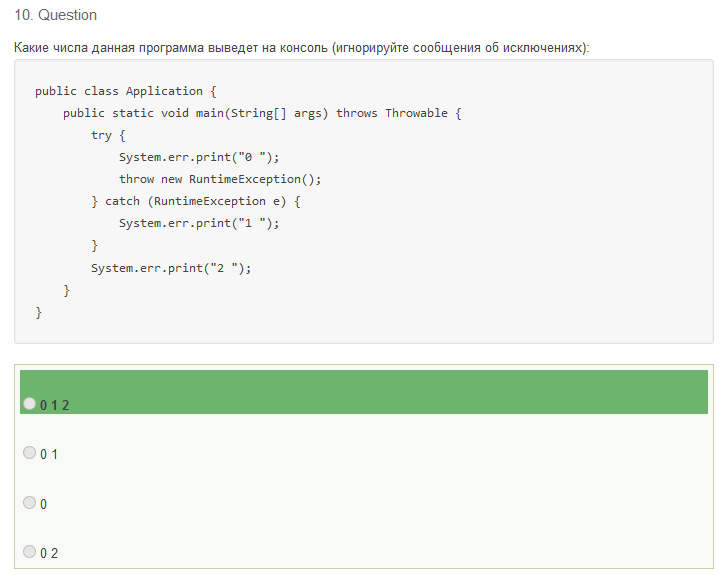 10. Question
Какие числа данная программа выведет на консоль (игнорируйте сообщения об исключениях):
public class Application {
    public static void main(String[] args) throws Throwable {
        try {
            System.err.print("0 ");
            throw new RuntimeException();
        } catch (RuntimeException e) {
            System.err.print("1 ");
        }
        System.err.print("2 ");
    }
}
0 1 2
0 1
0
0 2